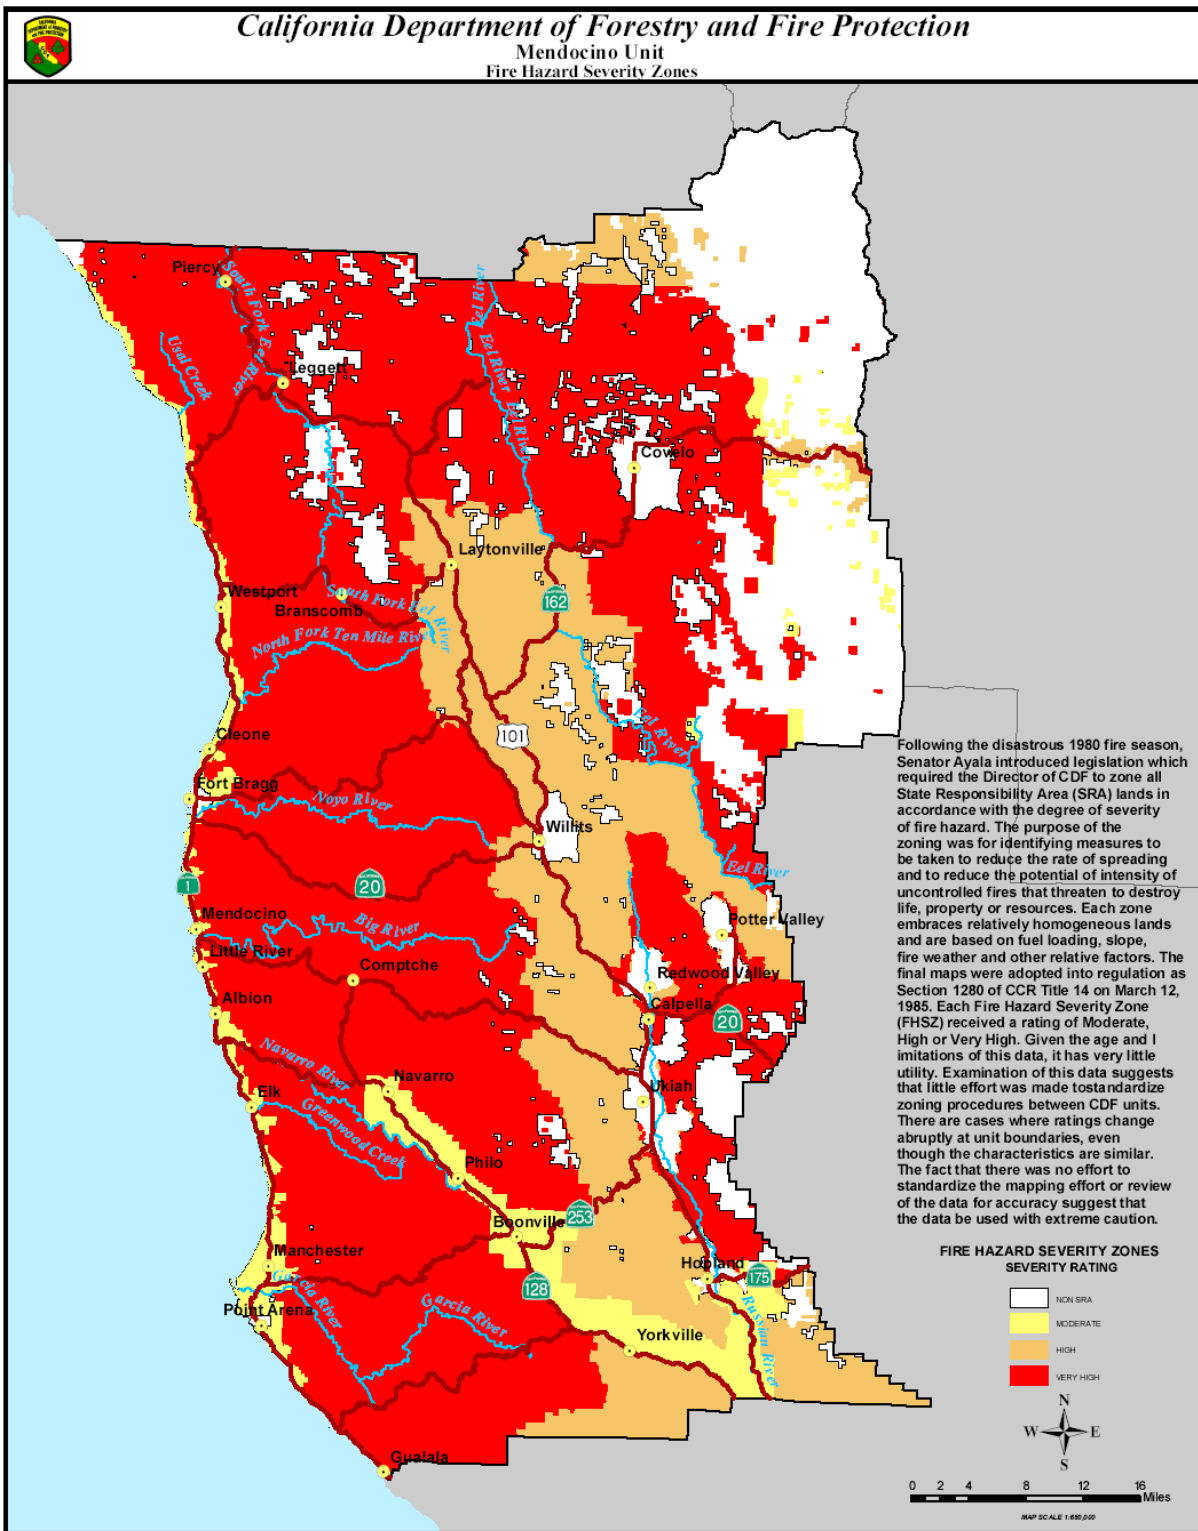 California Department of Forestry and Fire Protection
Mendocino Unit
Fire Hazard Severity Zones
Piercy
South Fork Eel River
Eel River
Usal Creek
Leggett
Eel River
Eel River
Covelo
Laytonville
162
Westport
Branscomb
South Fork Eel River
North Fork Ten Mile River
Eel River
101
Cleone
Fort Bragg
Noyo River
Willits
1
20
Eel River
Mendocino
Big River
Potter Valley
Little River
Comptche
Redwood Valley
Albion
Calpella
20
Navarro River
Navarro
Ukiah
Elk
Greenwood Creek
Philo
Boonville
253
Manchester
Hopland
175
Garcia River
128
Point Arena
Garcia River
Yorkville
Russian River
Gualala
Following the disastrous 1980 fire season,
Senator Ayala introduced legislation which
required the Director of CDF to zone all
State Responsibility Area (SRA) lands in
accordance with the degree of severity
of fire hazard. The purpose of the
zoning was for identifying measures to
be taken to reduce the rate of spreading
and to reduce the potential of intensity of
uncontrolled fires that threaten to destroy
life, property or resources. Each zone
embraces relatively homogeneous lands
and are based on fuel loading, slope,
fire weather and other relative factors. The
final maps were adopted into regulation as
Section 1280 of CCR Title 14 on March 12,
1985. Each Fire Hazard Severity Zone
(FHSZ) received a rating of Moderate,
High or Very High. Given the age and l
imitations of this data, it has very little
utility. Examination of this data suggests
that little effort was made tostandardize
zoning procedures between CDF units.
There are cases where ratings change
abruptly at unit boundaries, even
though the characteristics are similar.
The fact that there was no effort to
standardize the mapping effort or review
of the data for accuracy suggest that
the data be used with extreme caution.
FIRE HAZARD SEVERITY ZONES
SEVERITY RATING
NON SRA
MODERATE
HIGH
VERY HIGH
N
W E
S
0 2 4 8 12 16
Miles
MAP SCALE 1:650,000